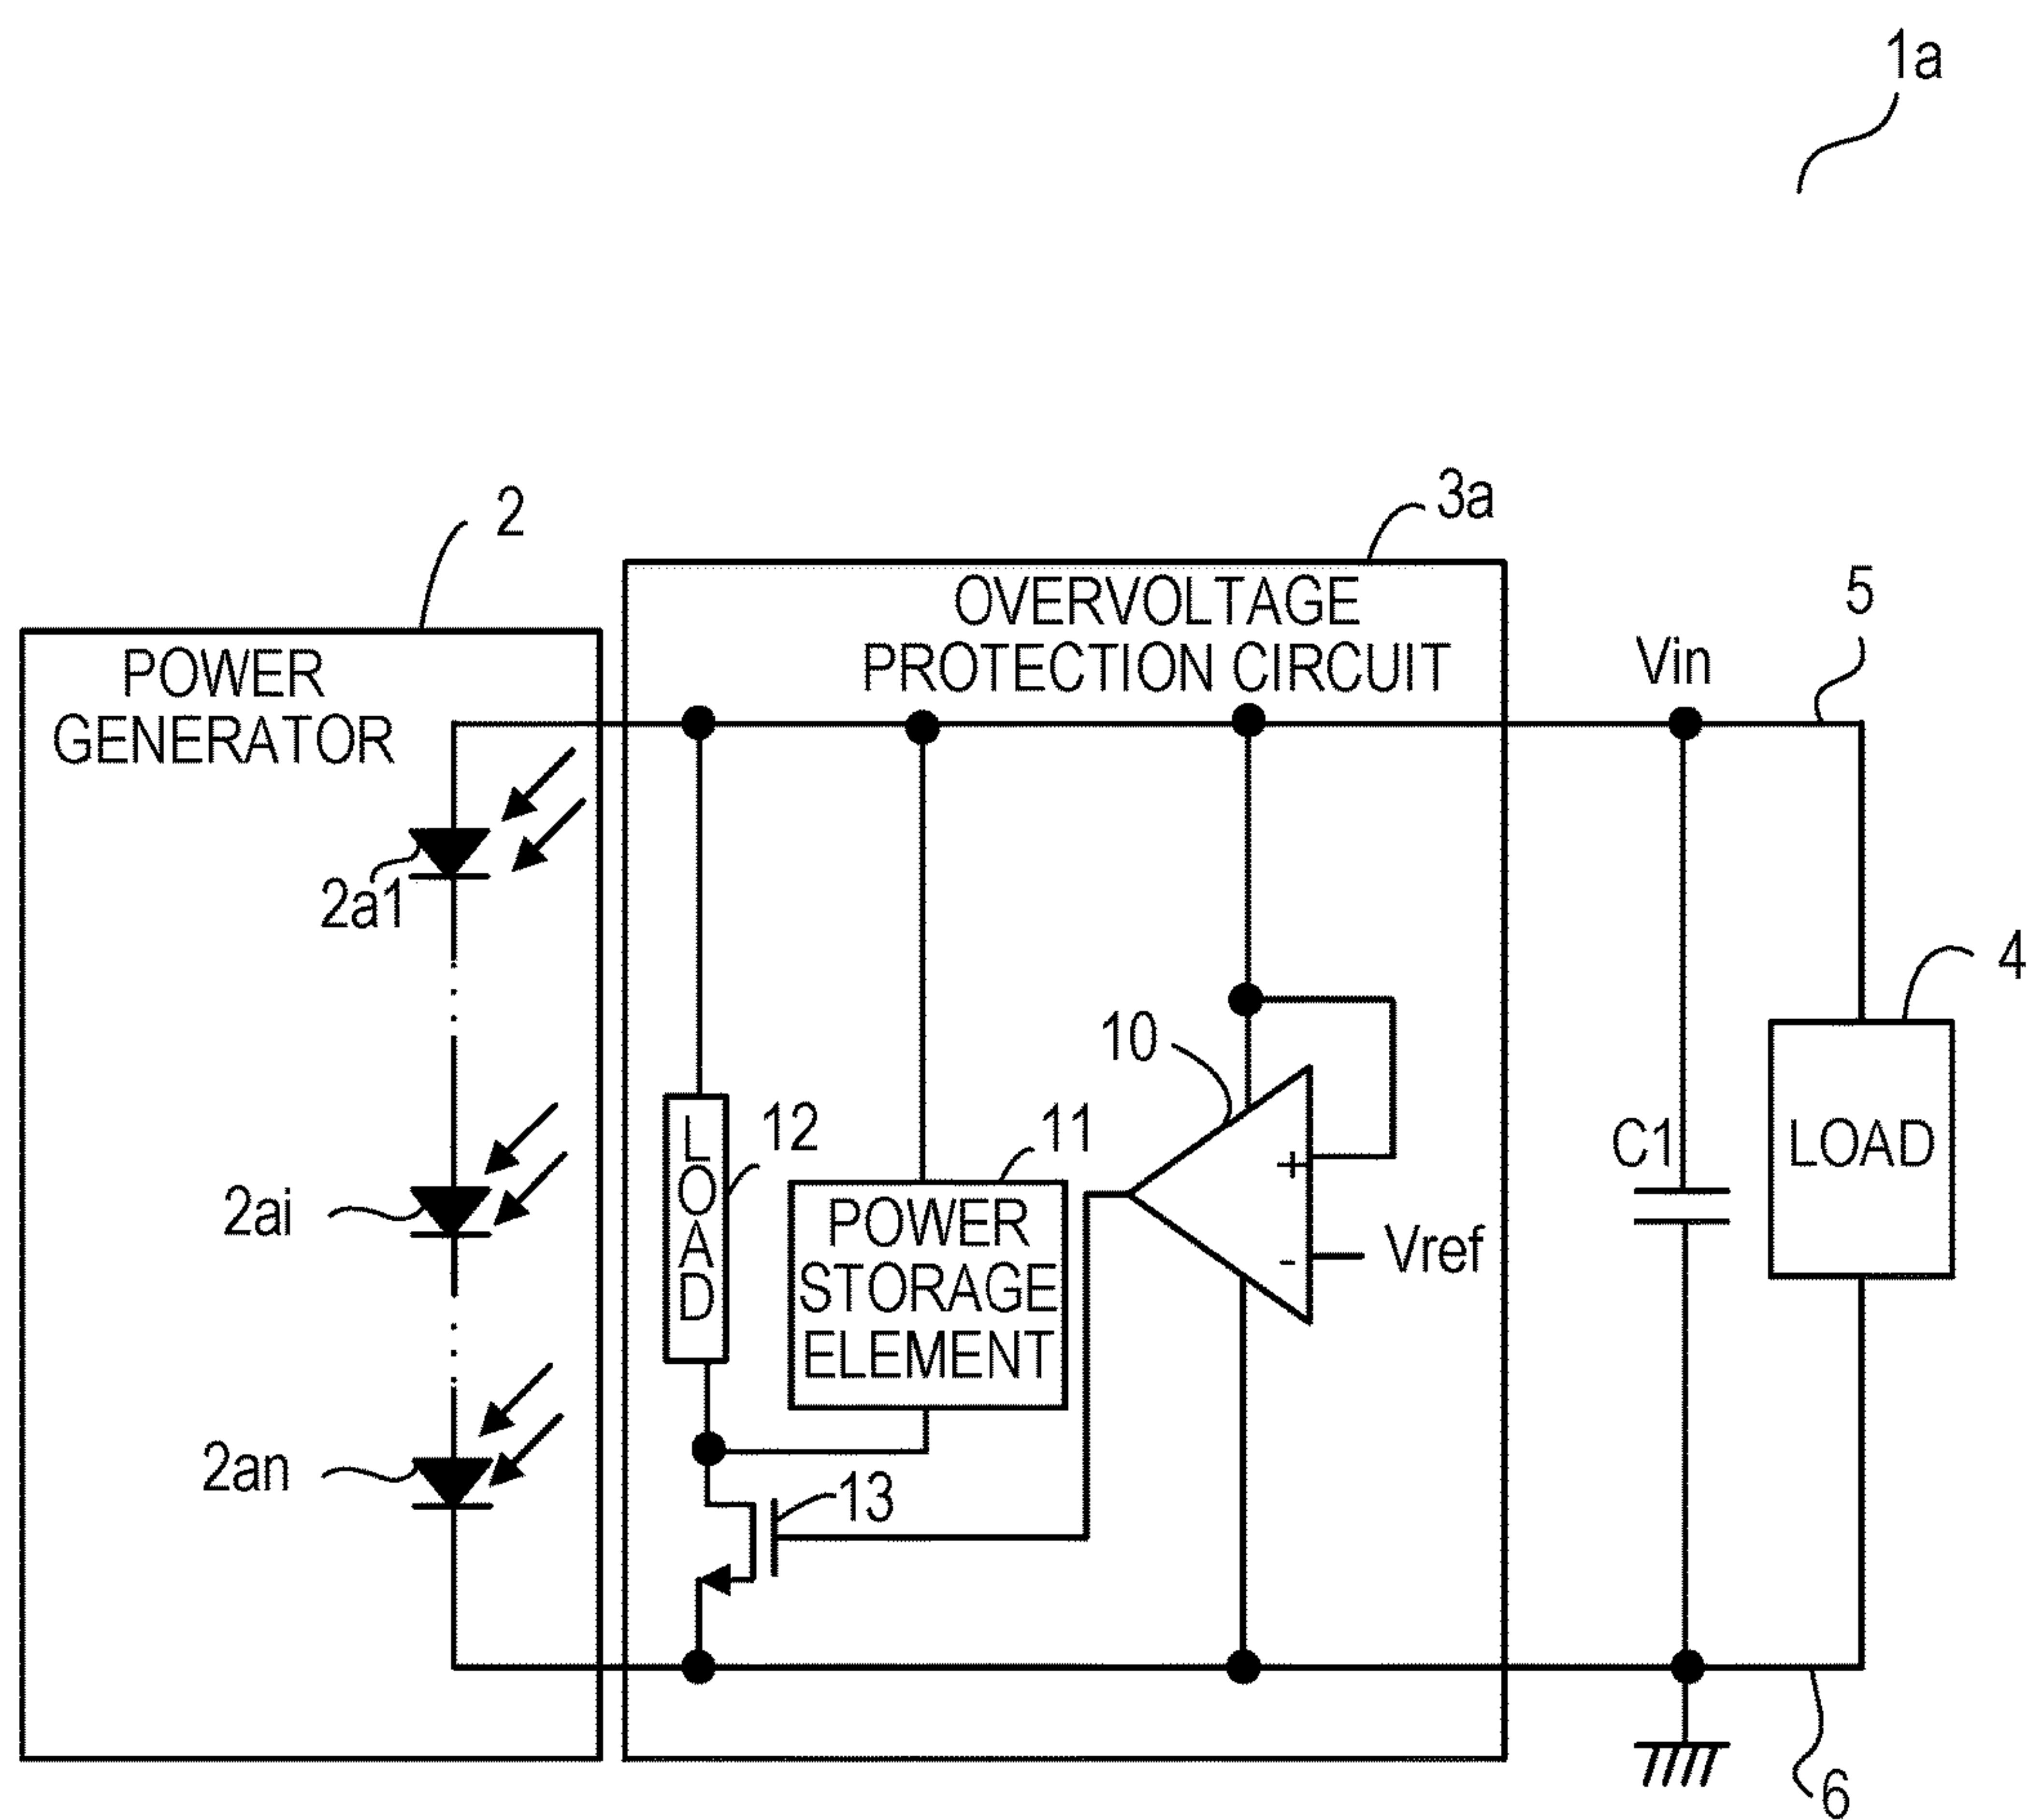 1a
2
3a
OVERVOLTAGE
PROTECTION CIRCUIT
5
POWER
GENERATOR
Vin
2a1
4
10
12
11
C1
LOAD
LOAD
+
2ai
POWER
STORAGE
ELEMENT
-
Vref
2an
13
6